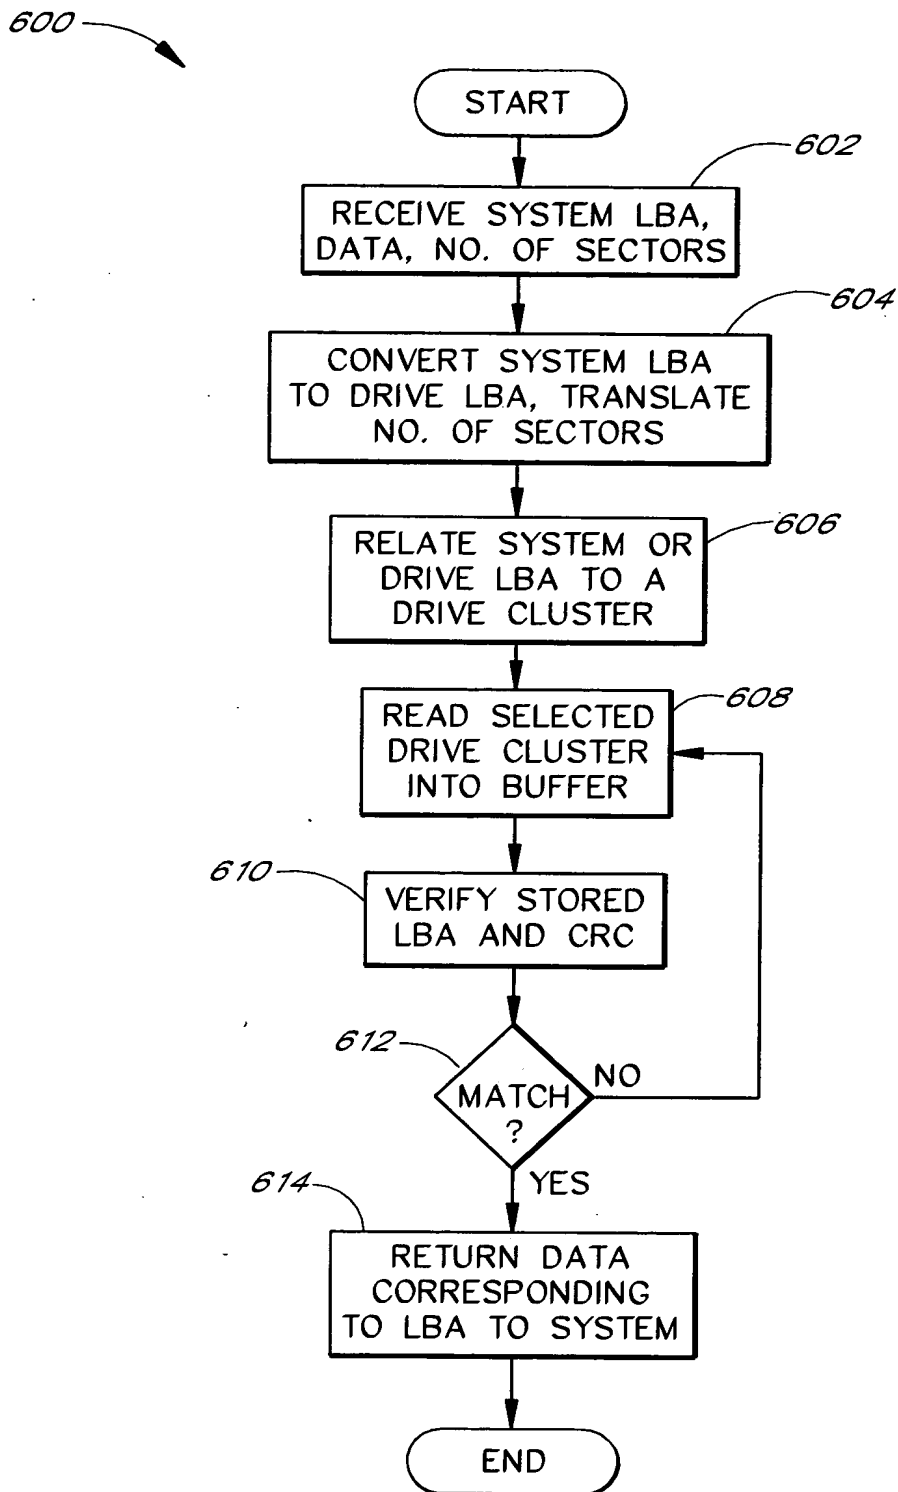 600
START
602
RECEIVE SYSTEM LBA,
DATA, NO. OF SECTORS
604
CONVERT SYSTEM LBA
TO DRIVE LBA, TRANSLATE
NO. OF SECTORS
606
RELATE SYSTEM OR
DRIVE LBA TO A
DRIVE CLUSTER
608
READ SELECTED
DRIVE CLUSTER
INTO BUFFER
610
VERIFY STORED
LBA AND CRC
612
MATCH
?
NO
YES
614
RETURN DATA
CORRESPONDING
TO LBA TO SYSTEM
END